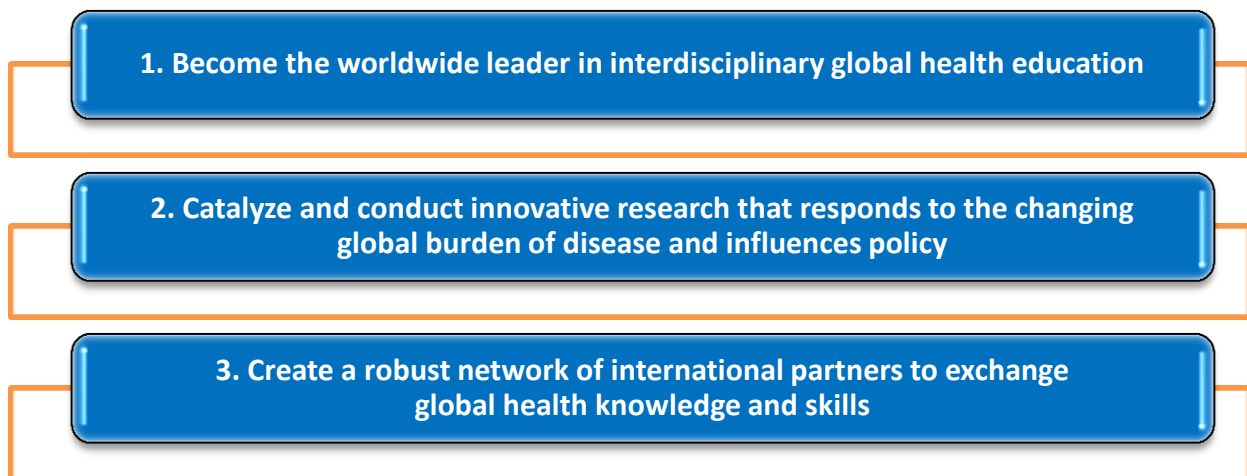 1. Become the worldwide leader in interdisciplinary global health education
2. Catalyze and conduct innovative research that responds to the changing
global burden of disease and influences policy
3. Create a robust network of international partners to exchange
global health knowledge and skills